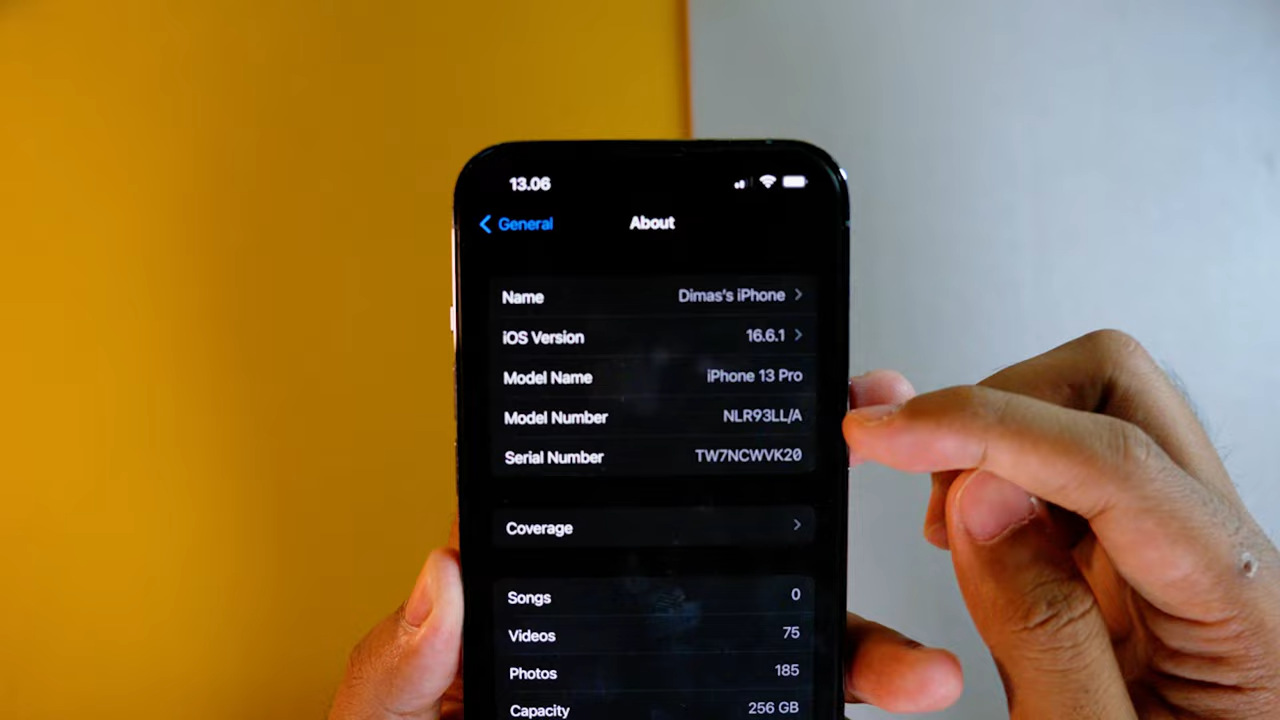 13.06
General About
Name Dimas's iPhone
iOS Version 16.6.1
Model Name iPhone 13 Pro
Model Number NLR93LL/A
Serial Number TW7NCWVK20
Coverage
Songs 0
Videos 75
Photos 185
Capacity 256 GB